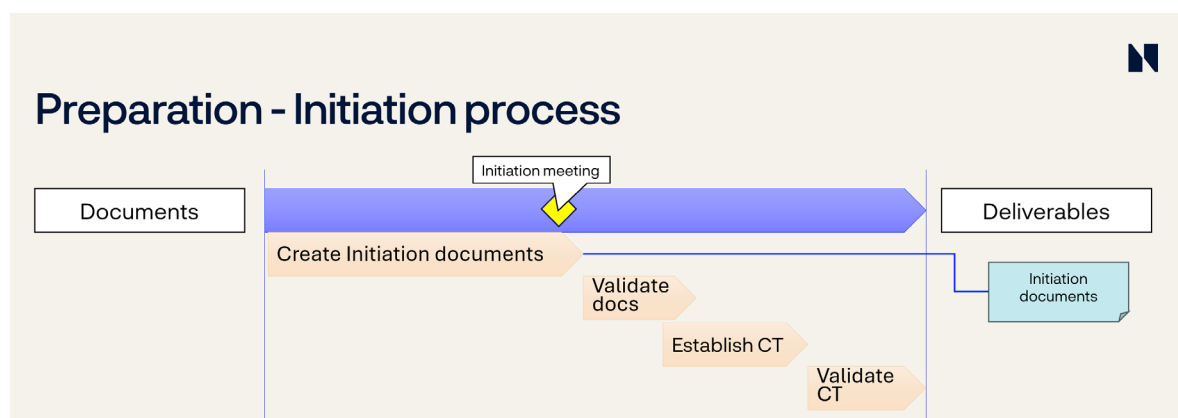 Preparation - Initiation process
Initiation meeting
Documents
Deliverables
Create Initiation documents
Initiation
documents
Validate
docs
Establish CT
Validate
CT